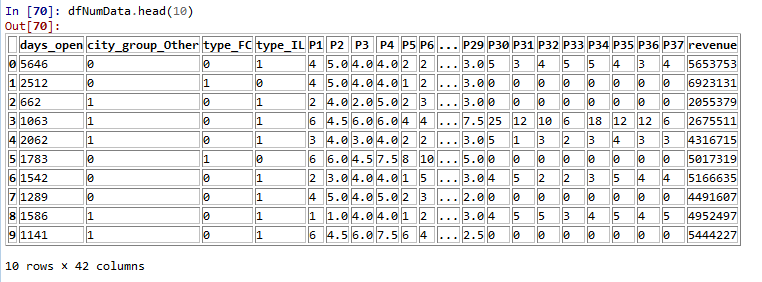 In [70]: dfNumData.head(10)
Out[70]:
days_open city_group_Other type_FC type_IL P1 P2 P3 P4 P5 P6 ... P29 P30 P31 P32 P33 P34 P35 P36 P37 revenue
0 5646 0 0 1 4 5.0 4.0 4.0 2 2 ... 3.0 5 3 4 5 5 4 3 4 5653753
1 2512 0 1 0 4 5.0 4.0 4.0 1 2 ... 3.0 0 0 0 0 0 0 0 0 6923131
2 662 1 0 1 2 4.0 2.0 5.0 2 3 ... 3.0 0 0 0 0 0 0 0 0 2055379
3 1063 1 0 1 6 4.5 6.0 6.0 4 4 ... 7.5 25 12 10 6 18 12 12 6 2675511
4 2062 1 0 1 3 4.0 3.0 4.0 2 2 ... 3.0 5 1 3 2 3 4 3 3 4316715
5 1783 0 1 0 6 6.0 4.5 7.5 8 10 ... 5.0 0 0 0 0 0 0 0 0 5017319
6 1542 0 0 1 2 3.0 4.0 4.0 1 5 ... 3.0 4 5 2 2 3 5 4 4 5166635
7 1289 0 0 1 4 5.0 4.0 5.0 2 3 ... 2.0 0 0 0 0 0 0 0 0 4491607
8 1586 1 0 1 1 1.0 4.0 4.0 1 2 ... 3.0 4 5 5 3 4 5 4 5 4952497
9 1141 1 0 1 6 4.5 6.0 7.5 6 4 ... 2.5 0 0 0 0 0 0 0 0 5444227
10 rows × 42 columns